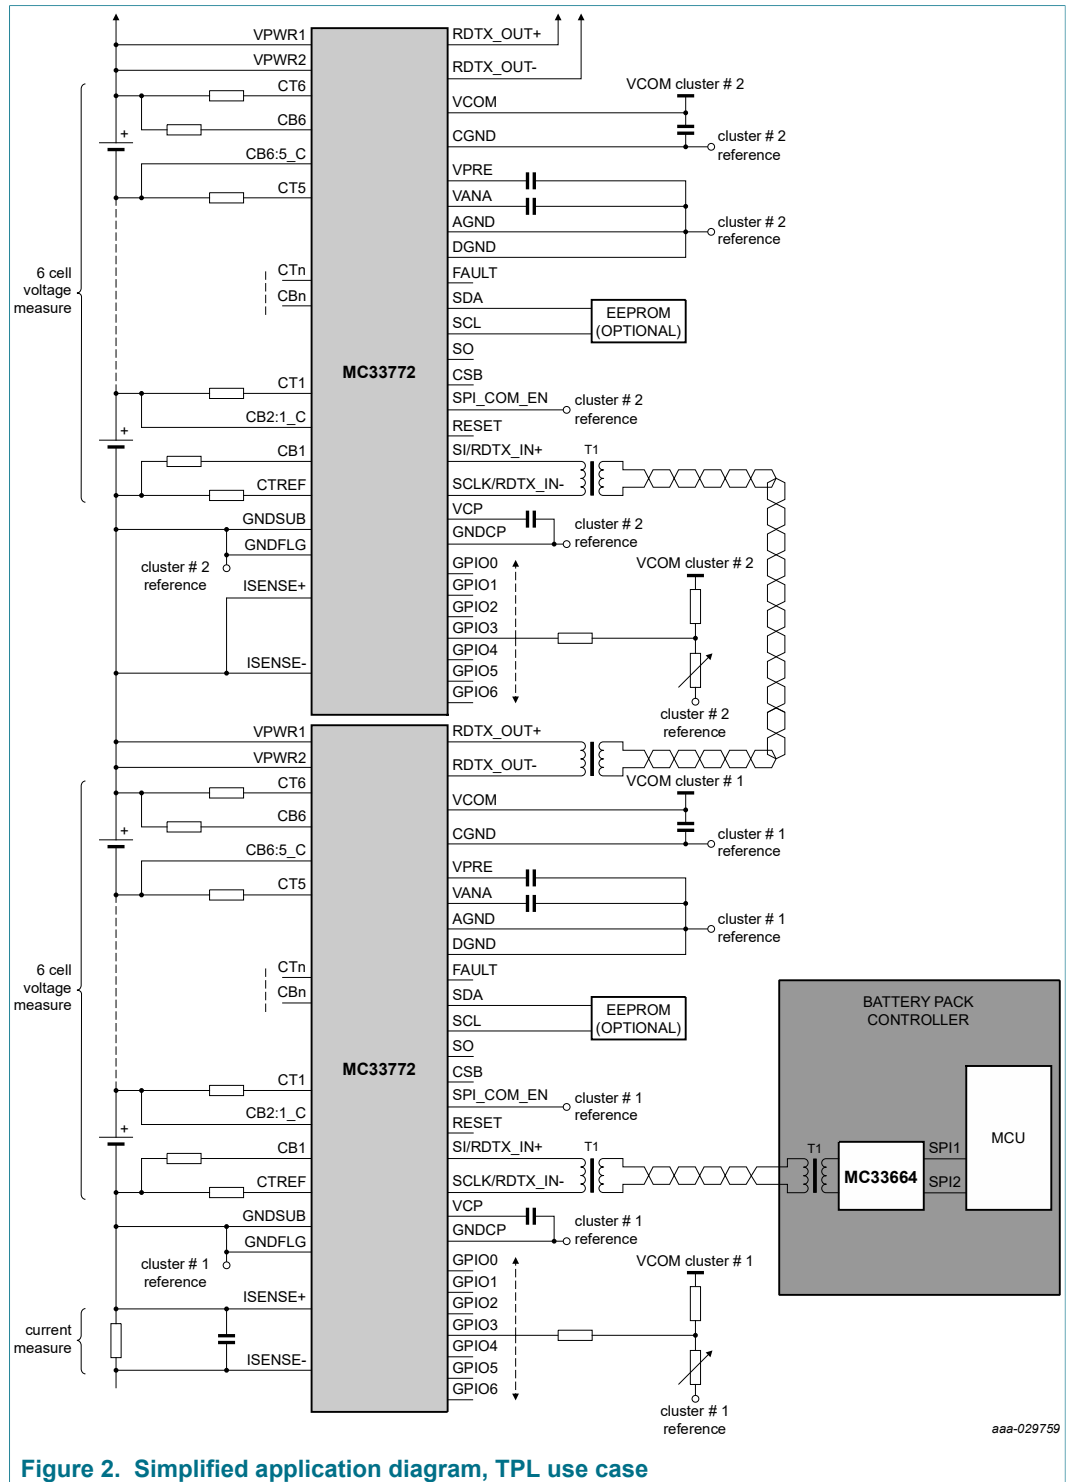 VPWR1
VPWR2
CT6
CB6
CB6:5_C
CT5
6 cell
voltage
measure
CTn
CBn
CT1
CB2:1_C
CB1
CTREF
GNDSUB
GNDFLG
cluster # 2
reference
ISENSE+
ISENSE-
MC33772
RDTX_OUT+
RDTX_OUT-
VCOM
CGND
VPRE
VANA
AGND
DGND
FAULT
SDA
SCL
SO
CSB
SPI_COM_EN
RESET
SI/RDTX_IN+
SCLK/RDTX_IN-
VCP
GNDCP
GPIO0
GPIO1
GPIO2
GPIO3
GPIO4
GPIO5
GPIO6
VCOM cluster # 2
cluster # 2
reference
cluster # 2
reference
EEPROM
(OPTIONAL)
cluster # 2
reference
T1
cluster # 2
reference
VCOM cluster # 2
cluster # 2
reference
VPWR1
VPWR2
CT6
CB6
CB6:5_C
CT5
6 cell
voltage
measure
CTn
CBn
CT1
CB2:1_C
CB1
CTREF
GNDSUB
GNDFLG
cluster # 1
reference
ISENSE+
current
measure
ISENSE-
MC33772
RDTX_OUT+
RDTX_OUT-
VCOM
CGND
VPRE
VANA
AGND
DGND
FAULT
SDA
SCL
SO
CSB
SPI_COM_EN
RESET
SI/RDTX_IN+
SCLK/RDTX_IN-
VCP
GNDCP
GPIO0
GPIO1
GPIO2
GPIO3
GPIO4
GPIO5
GPIO6
VCOM cluster # 1
cluster # 1
reference
cluster # 1
reference
EEPROM
(OPTIONAL)
cluster # 1
reference
T1
cluster # 1
reference
VCOM cluster # 1
cluster # 1
reference
BATTERY PACK
CONTROLLER
T1
MC33664
SPI1
SPI2
MCU
aaa-029759
Figure 2. Simplified application diagram, TPL use case